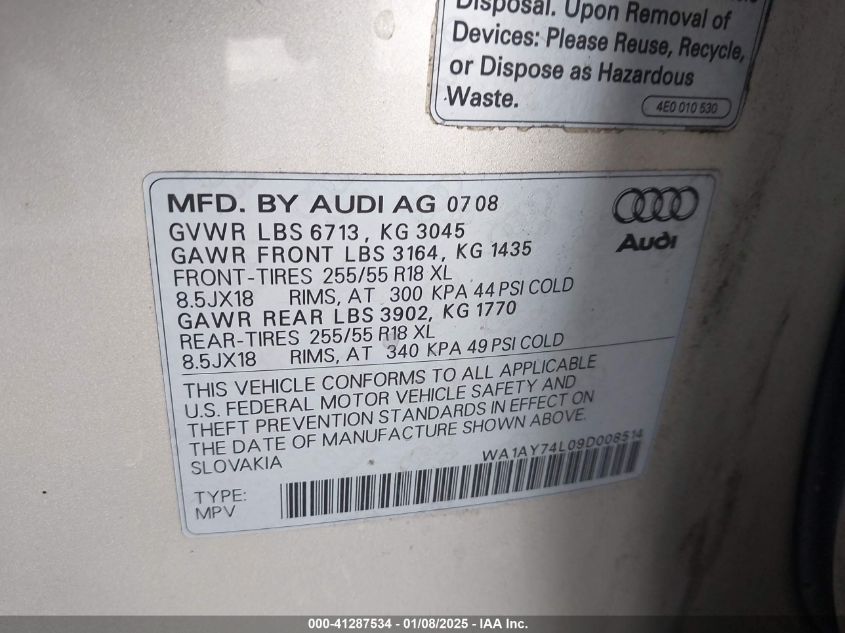 Disposal. Upon Removal of
Devices: Please Reuse, Recycle,
or Dispose as Hazardous
Waste.
4E0 010 530
MFD. BY AUDI AG 07 08
Audi
GVWR LBS 6713, KG 3045
GAWR FRONT LBS 3164, KG 1435
FRONT-TIRES 255/55 R18 XL
8.5JX18 RIMS, AT 300 KPA 44 PSI COLD
GAWR REAR LBS 3902, KG 1770
REAR-TIRES 255/55 R18 XL
8.5JX18 RIMS, AT 340 KPA 49 PSI COLD
THIS VEHICLE CONFORMS TO ALL APPLICABLE
U.S. FEDERAL MOTOR VEHICLE SAFETY AND
THEFT PREVENTION STANDARDS IN EFFECT ON
THE DATE OF MANUFACTURE SHOWN ABOVE.
SLOVAKIA
WA1AY74L09D008514
TYPE:
MPV
000-41287534 - 01/08/2025 - IAA Inc.